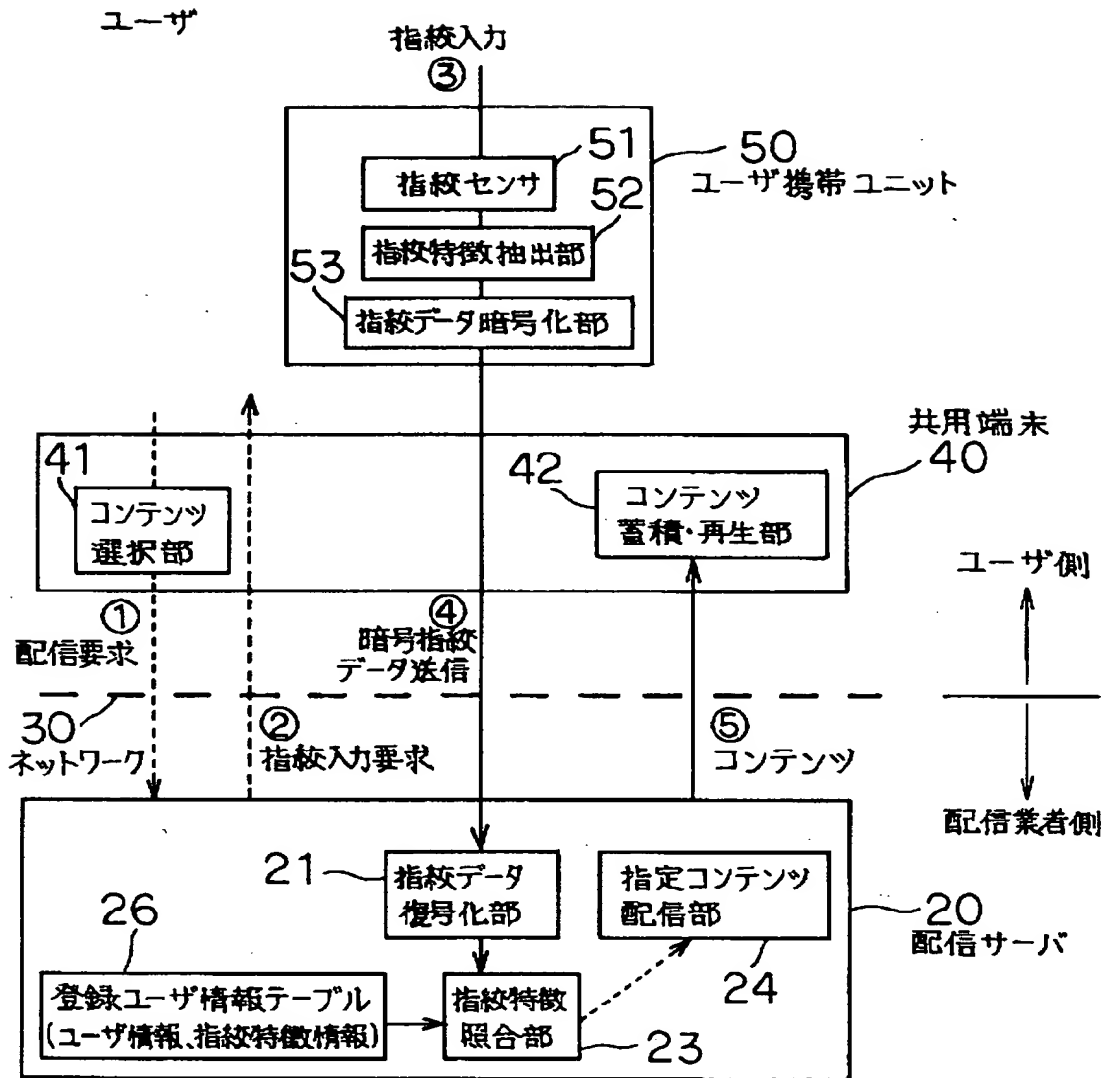 ユーザ
指紋入力
③
51
指紋センサ
50
ユーザ携帯ユニット
52
指紋特徴抽出部
53
指紋データ暗号化部
共用端末
40
41
コンテンツ
選択部
42
コンテンツ
蓄積・再生部
ユーザ側
①
配信要求
④
暗号指紋
データ送信
30
ネットワーク
②
指紋入力要求
⑤
コンテンツ
配信業者側
21
指紋データ
復号化部
指定コンテンツ
配信部
24
20
配信サーバ
26
登録ユーザ情報テーブル
(ユーザ情報、指紋特徴情報)
指紋特徴
照合部
23